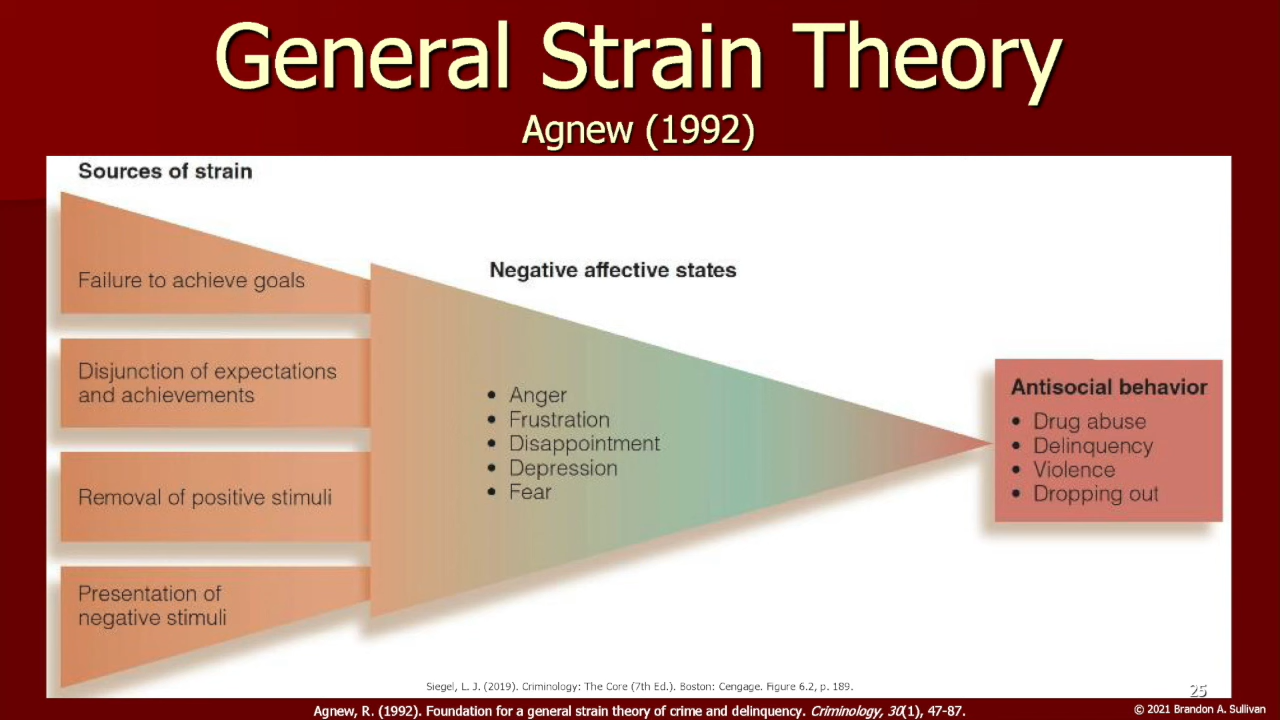 General Strain Theory
Agnew (1992)
Sources of strain
Failure to achieve goals
Disjunction of expectations
and achievements
Removal of positive stimuli
Presentation of
negative stimuli
Negative affective states
• Anger
• Frustration
• Disappointment
• Depression
• Fear
Antisocial behavior
• Drug abuse
• Delinquency
• Violence
• Dropping out
Siegel, L. J. (2019). Criminology: The Core (7th Ed.). Boston: Cengage. Figure 6.2, p. 189.
25
Agnew, R. (1992). Foundation for a general strain theory of crime and delinquency. Criminology, 30(1), 47-87.
© 2021 Brandon A. Sullivan